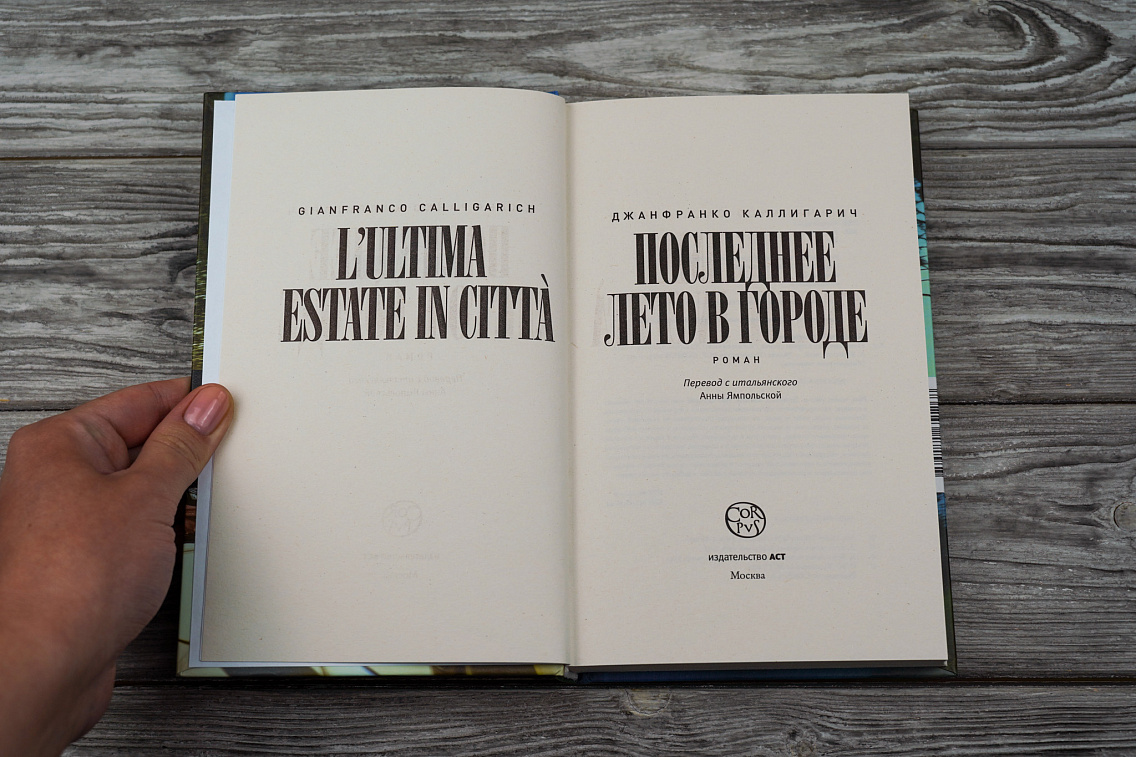 GIANFRANCO CALLIGARICH
L'ULTIMA
ESTATE IN CITTÀ
ДЖАНФРАНКО КАЛЛИГАРИЧ
ПОСЛЕДНЕЕ
ЛЕТО В ГОРОДЕ
РОМАН
Перевод с итальянского
Анны Ямпольской
CORPVS
издательство АСТ
Москва